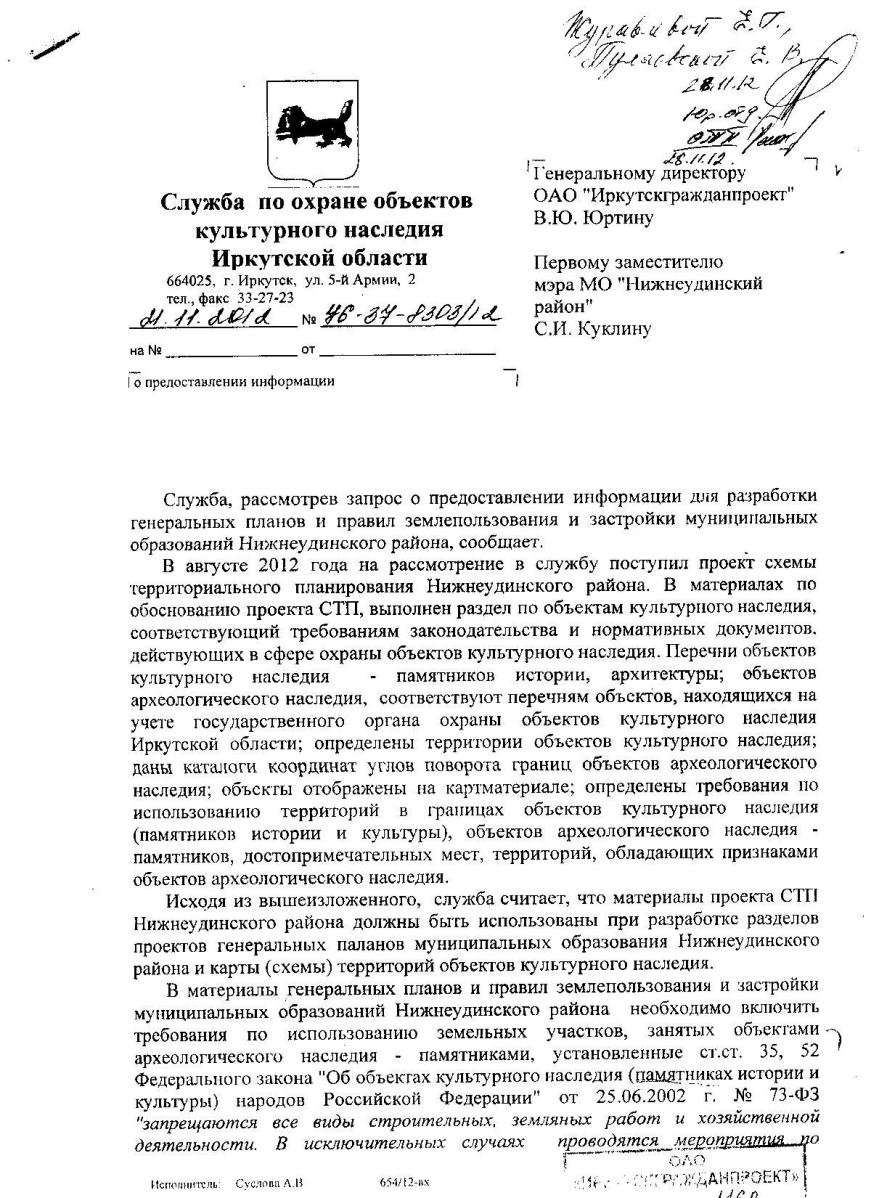 Журавлевой Е.Г.,
Пулаевской Е.В.
28.11.12
Юр. отд.
28.11.12.
Служба по охране объектов
культурного наследия
Иркутской области
664025, г. Иркутск, ул. 5-й Армии, 2
тел., факс 33-27-23
21.11.2012 № 76-37-8303/12
на № от
о предоставлении информации
Генеральному директору
ОАО "Иркутскгражданпроект"
В.Ю. Юртину
Первому заместителю
мэра МО "Нижнеудинский
район"
С.И. Куклину
Служба, рассмотрев запрос о предоставлении информации для разработки
генеральных планов и правил землепользования и застройки муниципальных
образований Нижнеудинского района, сообщает.
В августе 2012 года на рассмотрение в службу поступил проект схемы
территориального планирования Нижнеудинского района. В материалах по
обоснованию проекта СТП, выполнен раздел по объектам культурного наследия,
соответствующий требованиям законодательства и нормативных документов,
действующих в сфере охраны объектов культурного наследия. Перечни объектов
культурного наследия - памятников истории, архитектуры; объектов
археологического наследия, соответствуют перечням объектов, находящихся на
учете государственного органа охраны объектов культурного наследия
Иркутской области; определены территории объектов культурного наследия;
даны каталоги координат углов поворота границ объектов археологического
наследия; объекты отображены на картматериале; определены требования по
использованию территорий в границах объектов культурного наследия
(памятников истории и культуры), объектов археологического наследия -
памятников, достопримечательных мест, территорий, обладающих признаками
объектов археологического наследия.
Исходя из вышеизложенного, служба считает, что материалы проекта СТП
Нижнеудинского района должны быть использованы при разработке разделов
проектов генеральных паланов муниципальных образования Нижнеудинского
района и карты (схемы) территорий объектов культурного наследия.
В материалы генеральных планов и правил землепользования и застройки
муниципальных образований Нижнеудинского района необходимо включить
требования по использованию земельных участков, занятых объектами
археологического наследия - памятниками, установленные ст.ст. 35, 52
Федерального закона "Об объектах культурного наследия (памятниках истории и
культуры) народов Российской Федерации" от 25.06.2002 г. № 73-ФЗ
"запрещаются все виды строительных, земляных работ и хозяйственной
деятельности. В исключительных случаях проводятся мероприятия по
Исполнитель: Суслова А.В 654/12-вх
ОАО